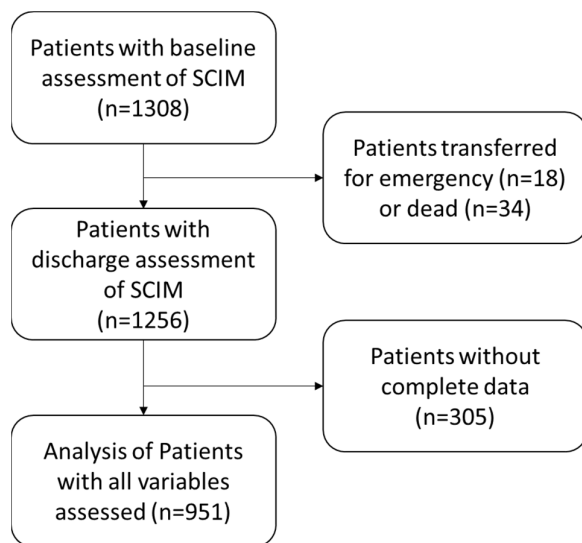 Patients with baseline
assessment of SCIM
(n=1308)
Patients transferred
for emergency (n=18)
or dead (n=34)
Patients with
discharge assessment
of SCIM
(n=1256)
Patients without
complete data
(n=305)
Analysis of Patients
with all variables
assessed (n=951)